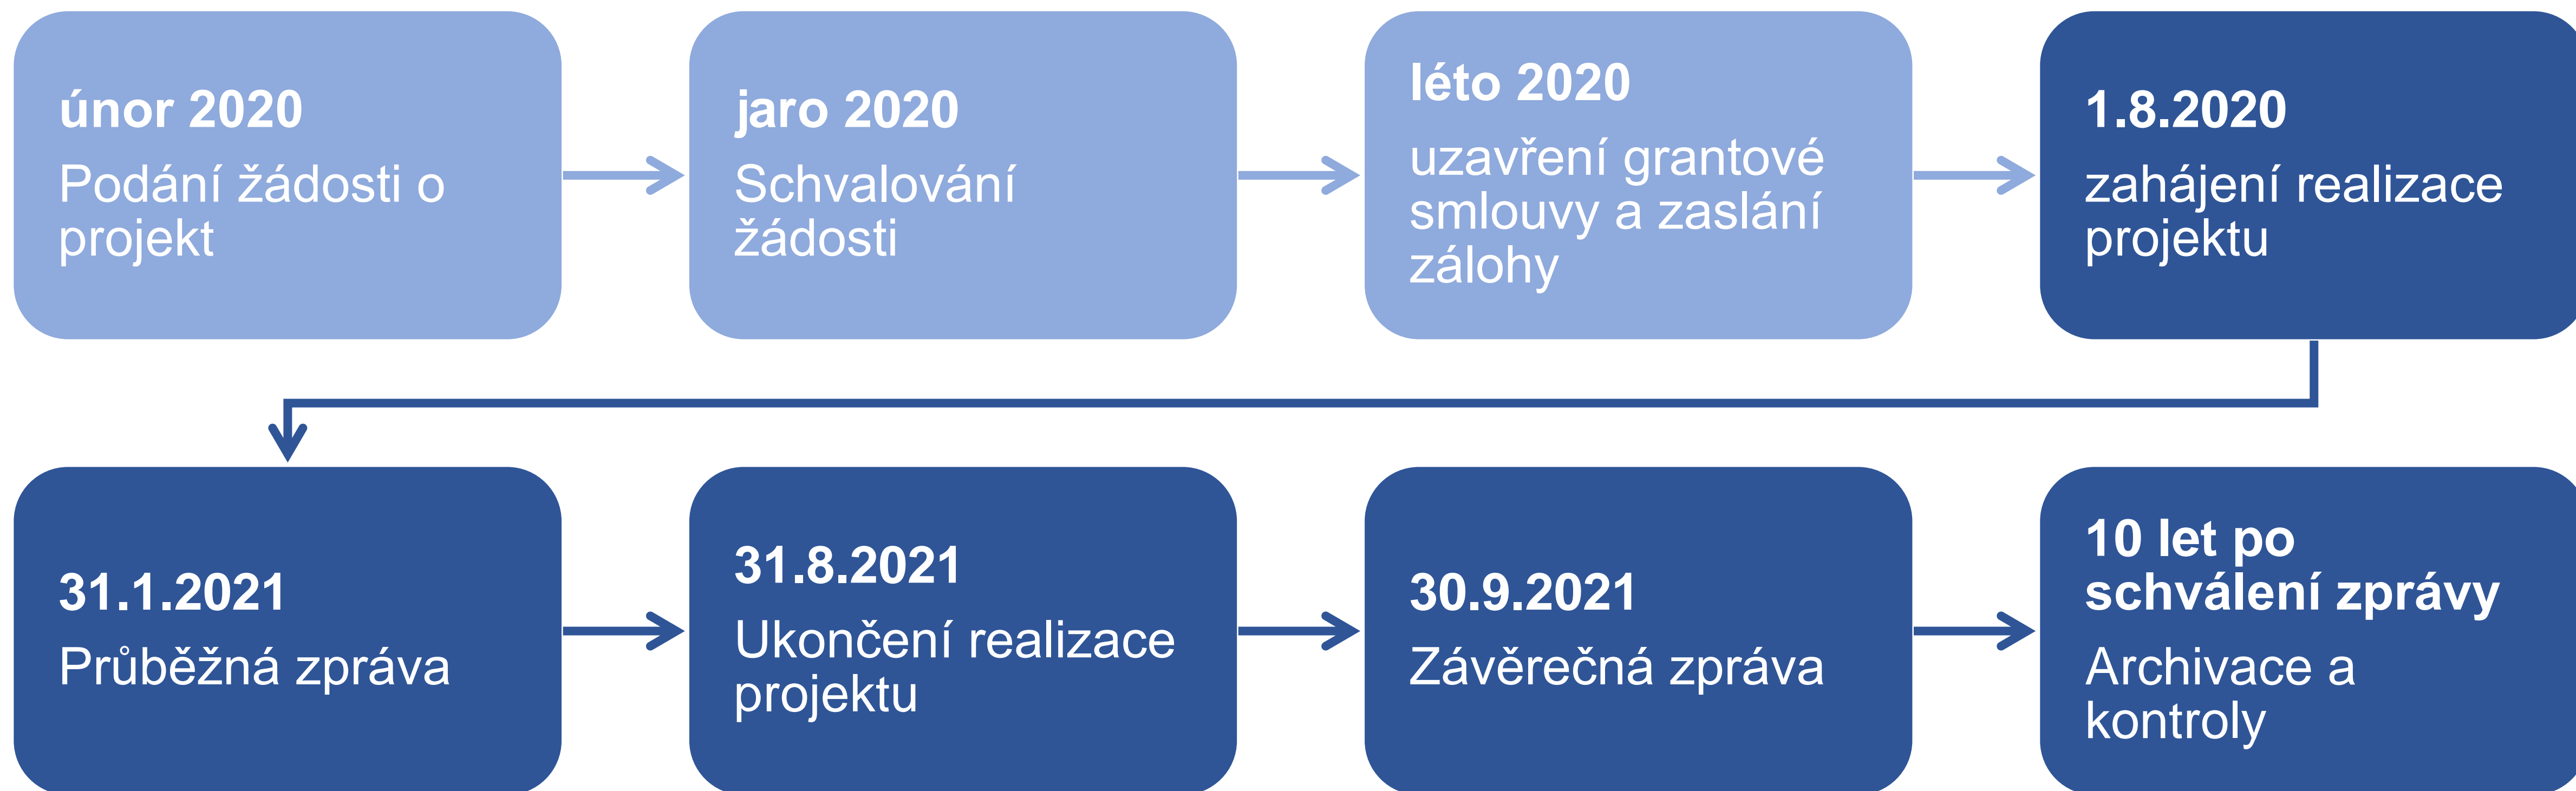 únor 2020
Podání žádosti o
projekt
jaro 2020
Schvalování
žádosti
léto 2020
uzavření grantové
smlouvy a zaslání
zálohy
1.8.2020
zahájení realizace
projektu
31.1.2021
Průběžná zpráva
31.8.2021
Ukončení realizace
projektu
30.9.2021
Závěrečná zpráva
10 let po
schválení zprávy
Archivace a
kontroly